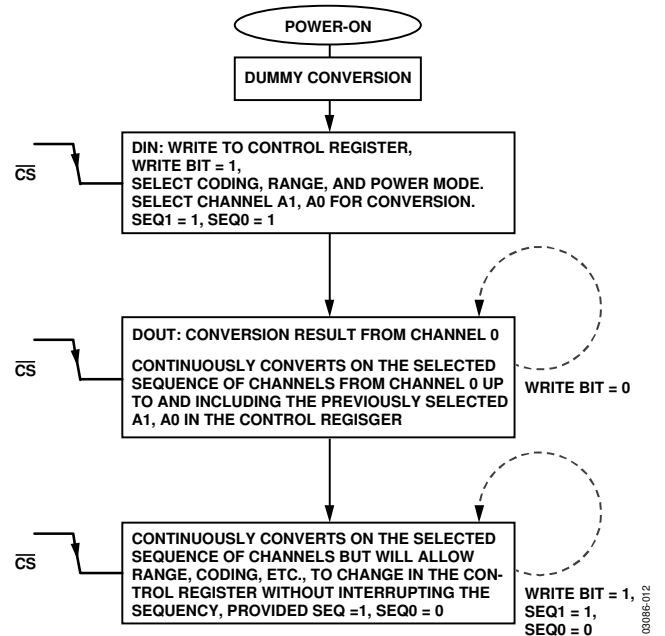 POWER-ON
DUMMY CONVERSION
CS
DIN: WRITE TO CONTROL REGISTER,
WRITE BIT = 1,
SELECT CODING, RANGE, AND POWER MODE.
SELECT CHANNEL A1, A0 FOR CONVERSION.
SEQ1 = 1, SEQ0 = 1
CS
DOUT: CONVERSION RESULT FROM CHANNEL 0
CONTINUOUSLY CONVERTS ON THE SELECTED
SEQUENCE OF CHANNELS FROM CHANNEL 0 UP
TO AND INCLUDING THE PREVIOUSLY SELECTED
A1, A0 IN THE CONTROL REGISGER
WRITE BIT = 0
CS
CONTINUOUSLY CONVERTS ON THE SELECTED
SEQUENCE OF CHANNELS BUT WILL ALLOW
RANGE, CODING, ETC., TO CHANGE IN THE CON-
TROL REGISTER WITHOUT INTERRUPTING THE
SEQUENCY, PROVIDED SEQ =1, SEQ0 = 0
WRITE BIT = 1,
SEQ1 = 1,
SEQ0 = 0
03086-012